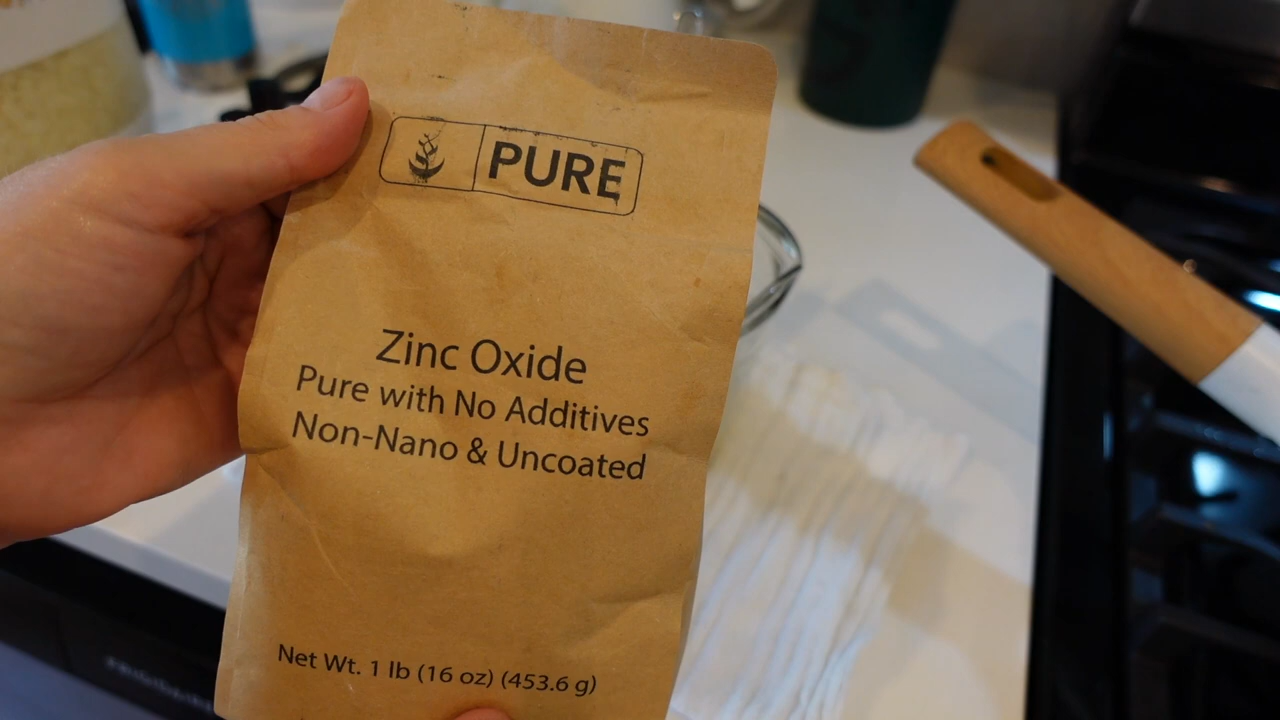 PURE
Zinc Oxide
Pure with No Additives
Non-Nano & Uncoated
Net Wt. 1 lb (16 oz) (453.6 g)